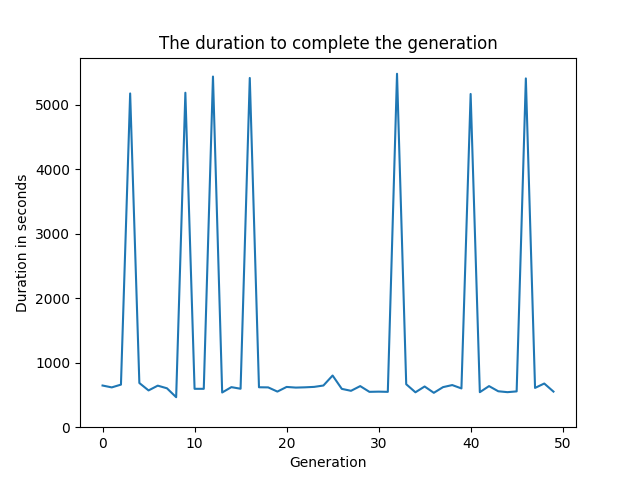 The duration to complete the generation
Duration in seconds
5000
4000
3000
2000
1000
0
0 10 20 30 40 50
Generation